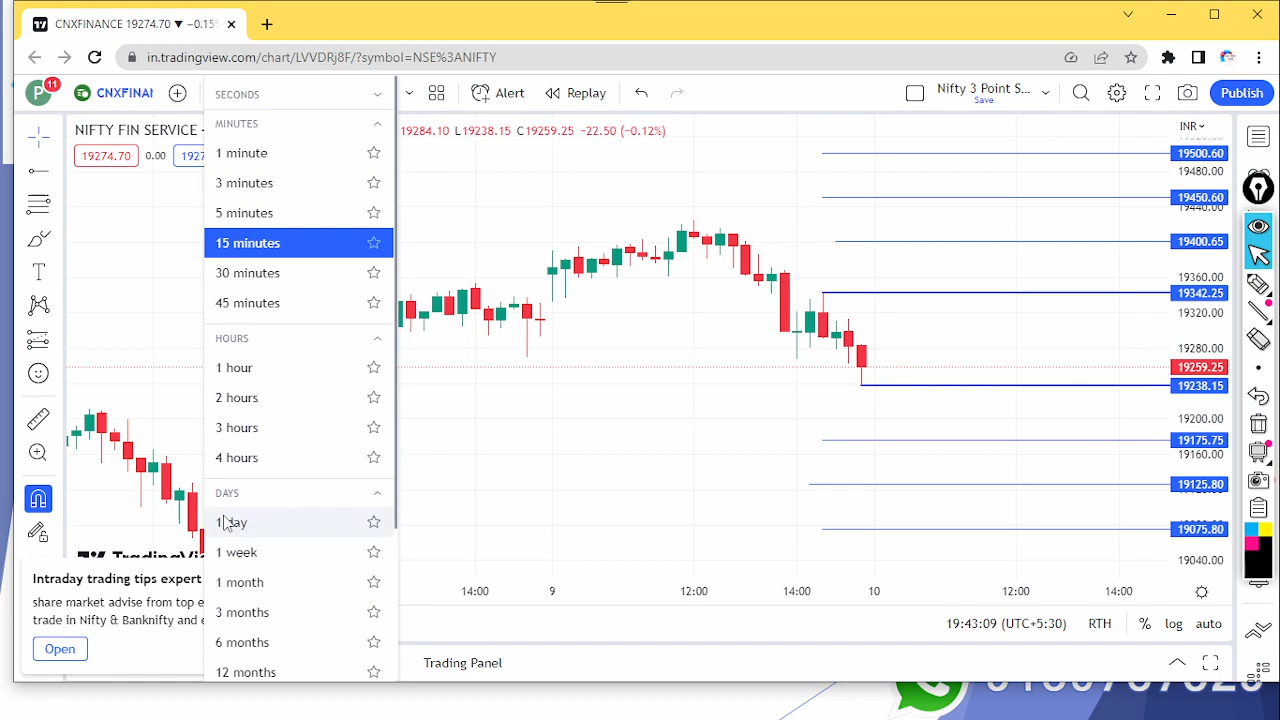 CNXFINANCE 19274.70 ▼ −0.15
in.tradingview.com/chart/LVVDRj8F/?symbol=NSE%3ANIFTY
P
11
CNXFINAI
Alert
Replay
Nifty 3 Point S...
Save
Publish
NIFTY FIN SERVICE
19284.10 L19238.15 C19259.25 −22.50 (−0.12%)
INR
19274.70
0.00
SECONDS
MINUTES
1 minute
3 minutes
5 minutes
15 minutes
30 minutes
45 minutes
HOURS
1 hour
2 hours
3 hours
4 hours
DAYS
1 day
1 week
1 month
3 months
6 months
12 months
19500.60
19480.00
19450.60
19440.00
19400.65
19360.00
19342.25
19320.00
19280.00
19259.25
19238.15
19200.00
19175.75
19160.00
19125.80
19075.80
19040.00
14:00
9
12:00
14:00
10
12:00
14:00
TradingView
Intraday trading tips expert
share market advise from top e
trade in Nifty & Banknifty and e
Open
19:43:09 (UTC+5:30)
RTH
%
log
auto
Trading Panel